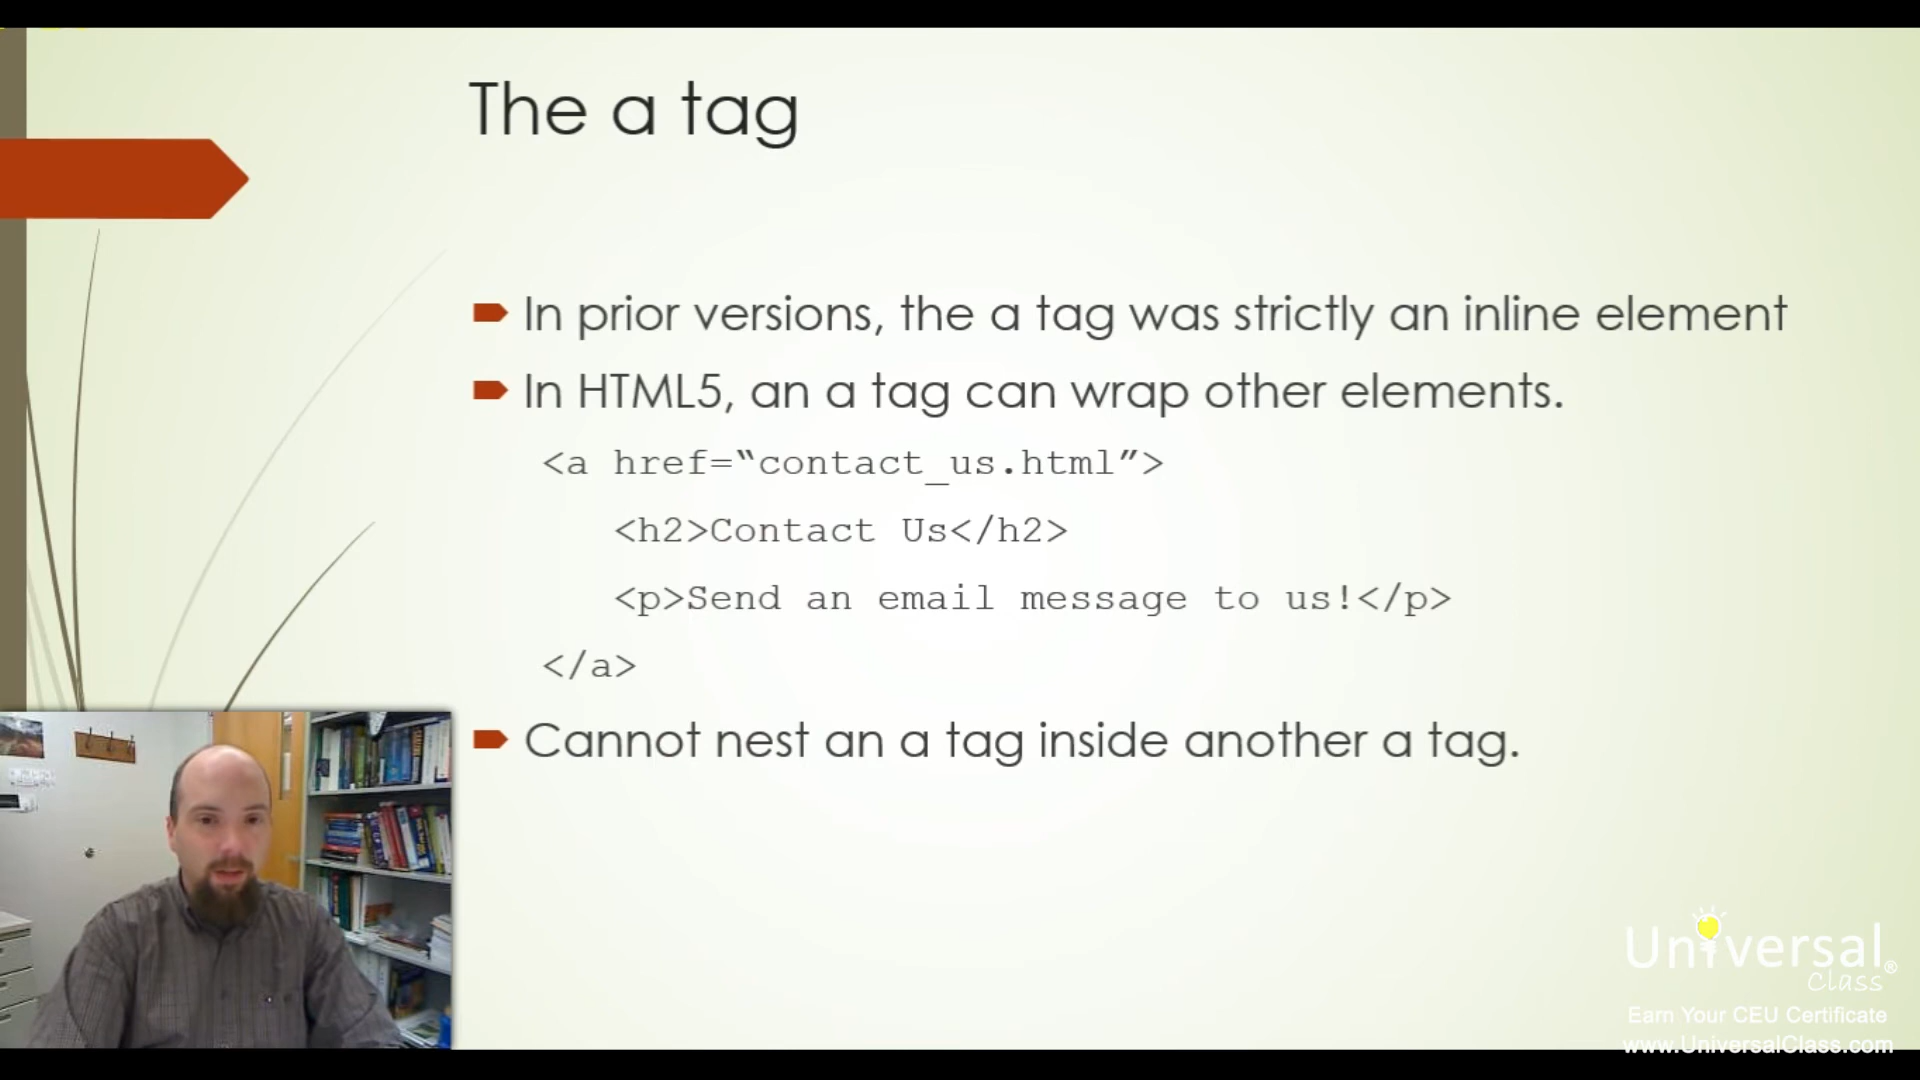 The a tag
In prior versions, the a tag was strictly an inline element
In HTML5, an a tag can wrap other elements.
<a href=“contact_us.html”>
<h2>Contact Us</h2>
<p>Send an email message to us!</p>
</a>
Cannot nest an a tag inside another a tag.
Universal®
Class
Earn Your CEU Certificate
www.UniversalClass.com